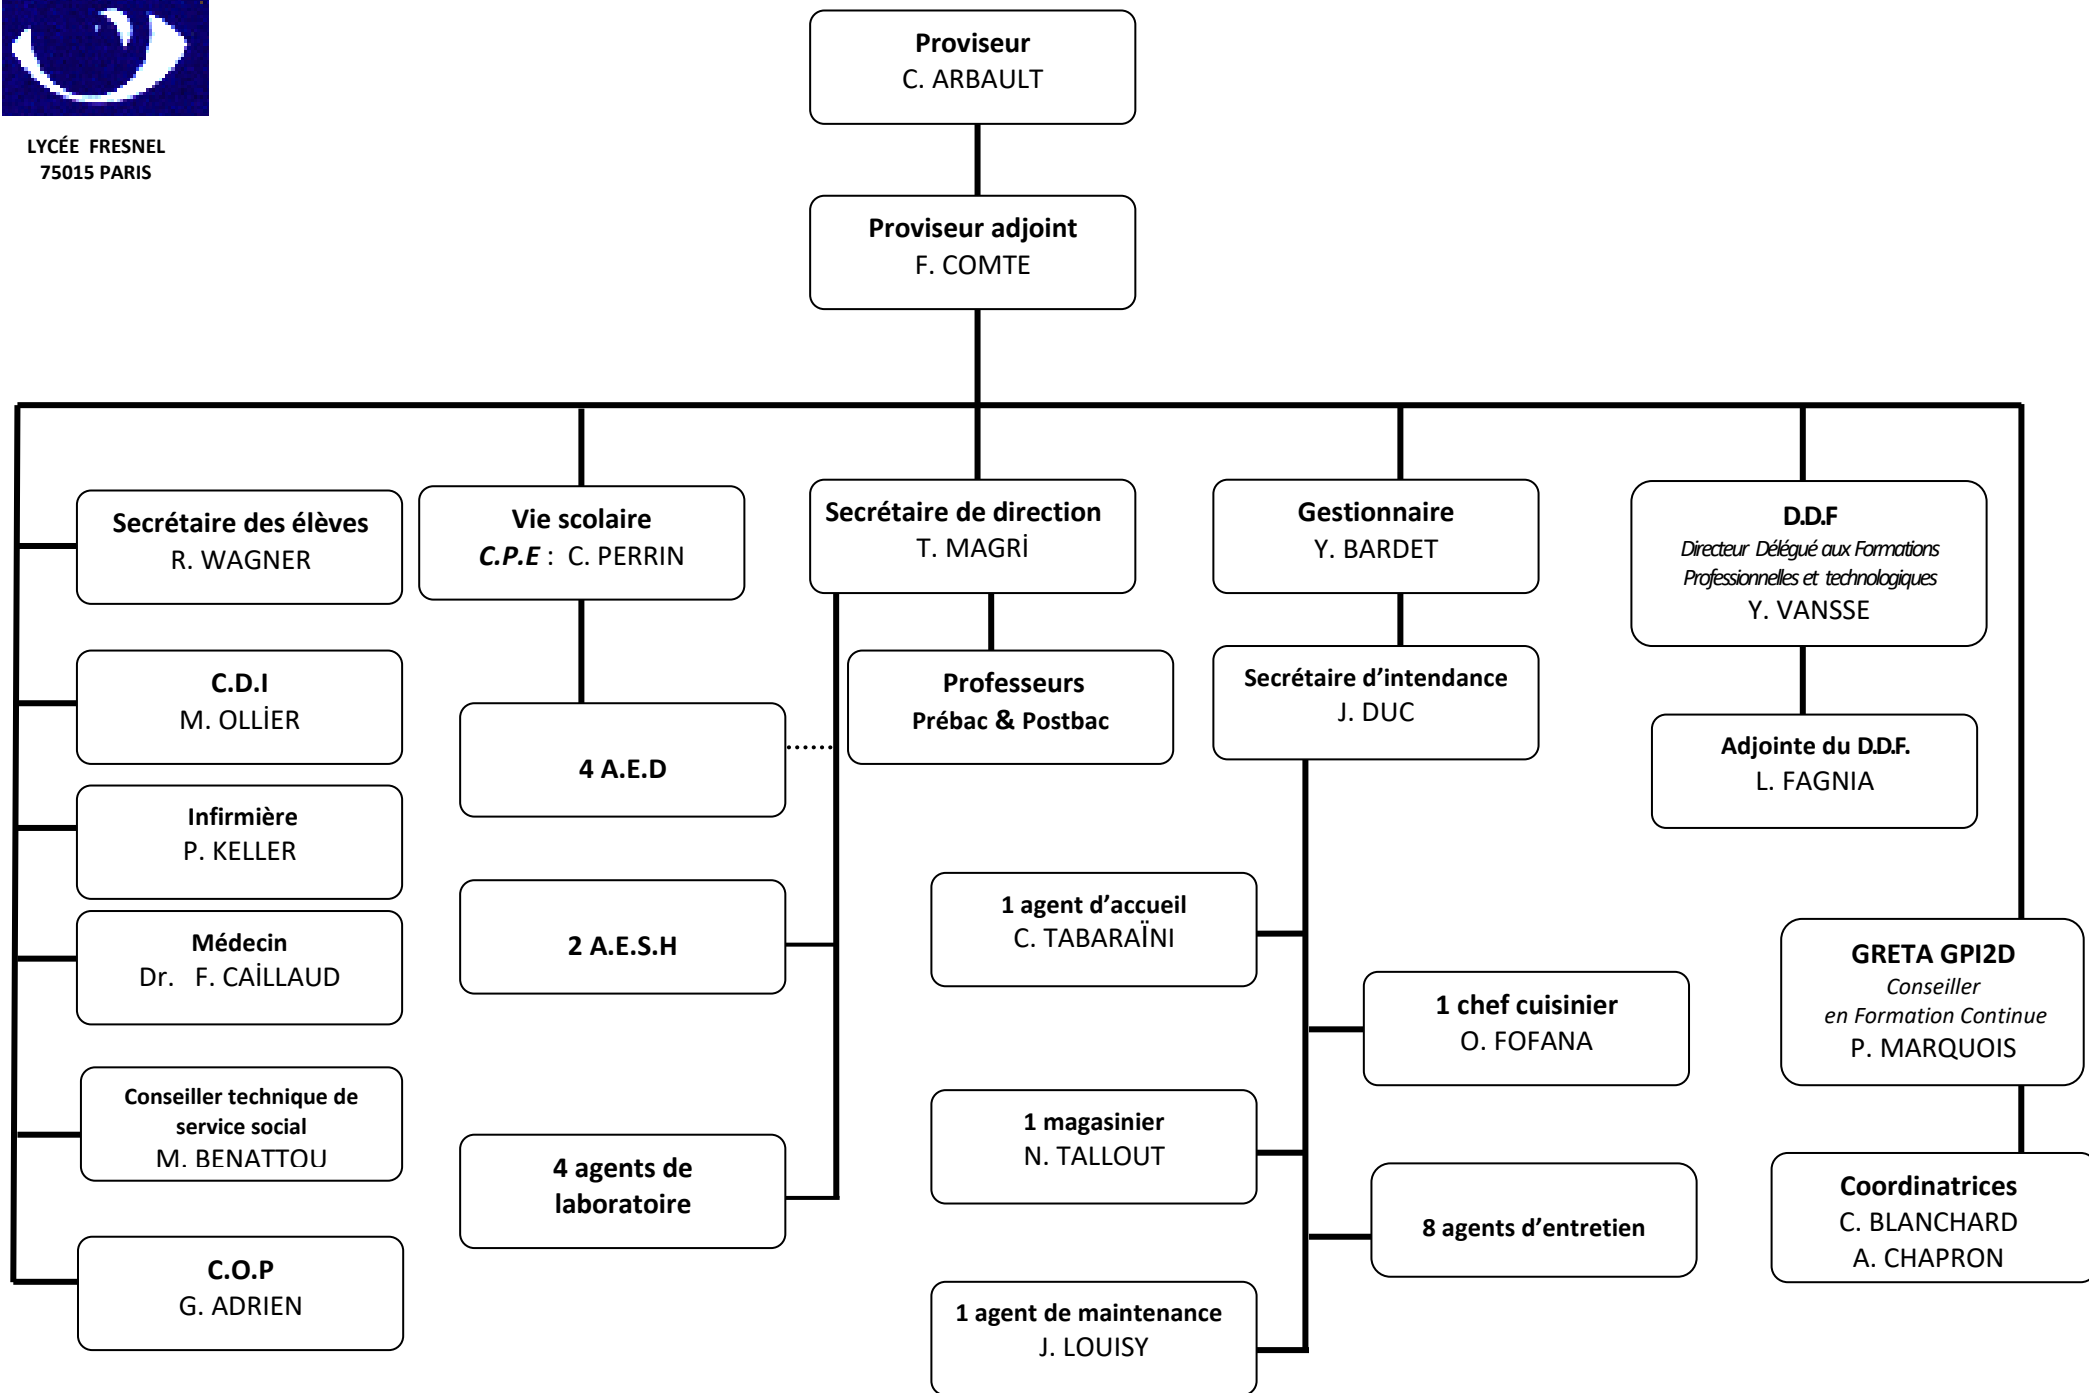 LYCÉE FRESNEL
75015 PARIS
Proviseur
C. ARBAULT
Proviseur adjoint
F. COMTE
Secrétaire des élèves
R. WAGNER
C.D.I
M. OLLİER
Infirmière
P. KELLER
Médecin
Dr. F. CAİLLAUD
Conseiller technique de
service social
M. BENATTOU
C.O.P
G. ADRIEN
Vie scolaire
C.P.E : C. PERRIN
4 A.E.D
2 A.E.S.H
4 agents de
laboratoire
Secrétaire de direction
T. MAGRİ
Professeurs
Prébac & Postbac
Gestionnaire
Y. BARDET
Secrétaire d’intendance
J. DUC
1 agent d’accueil
C. TABARAÏNI
1 chef cuisinier
O. FOFANA
1 magasinier
N. TALLOUT
8 agents d’entretien
1 agent de maintenance
J. LOUISY
D.D.F
Directeur Délégué aux Formations
Professionnelles et technologiques
Y. VANSSE
Adjointe du D.D.F.
L. FAGNIA
GRETA GPI2D
Conseiller
en Formation Continue
P. MARQUOIS
Coordinatrices
C. BLANCHARD
A. CHAPRON